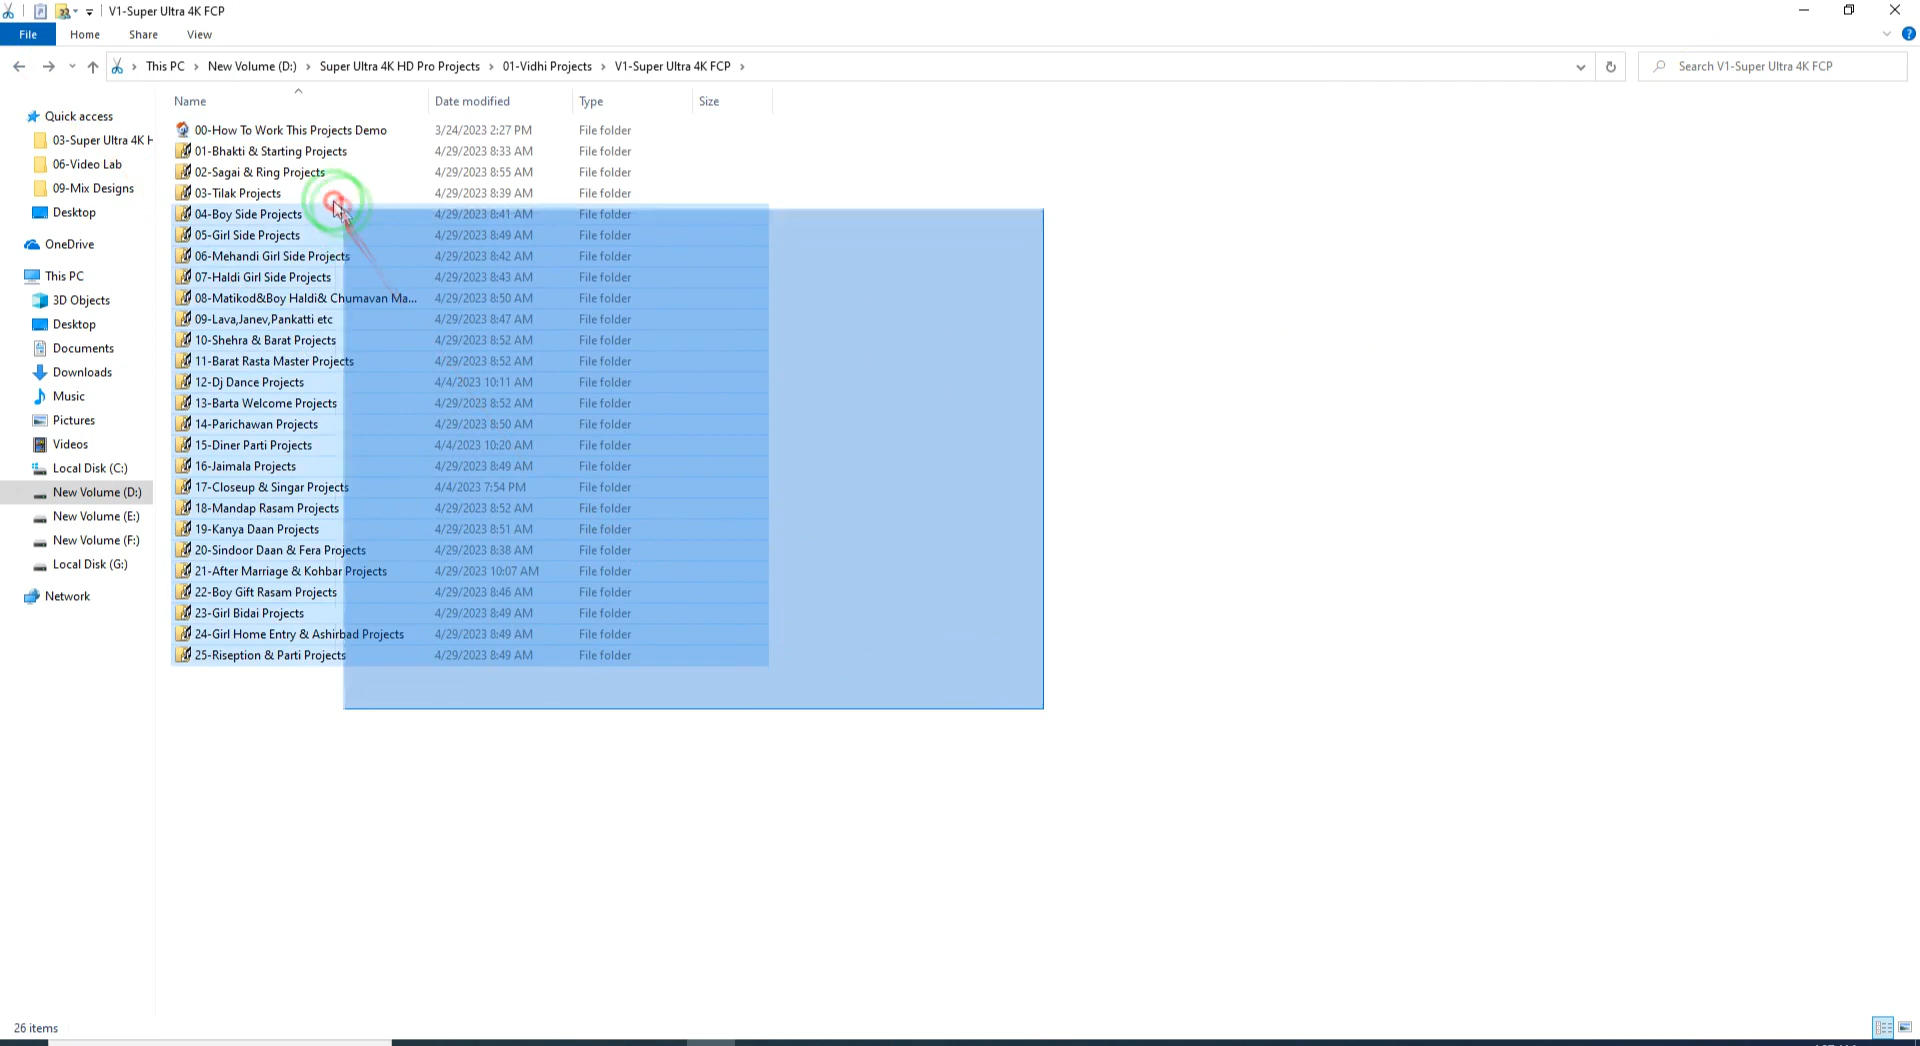 V1-Super Ultra 4K FCP
File Home Share View
This PC New Volume (D:) Super Ultra 4K HD Pro Projects 01-Vidhi Projects V1-Super Ultra 4K FCP
Search V1-Super Ultra 4K FCP
Quick access
03-Super Ultra 4K H
06-Video Lab
09-Mix Designs
Desktop
OneDrive
This PC
3D Objects
Desktop
Documents
Downloads
Music
Pictures
Videos
Local Disk (C:)
New Volume (D:)
New Volume (E:)
New Volume (F:)
Local Disk (G:)
Network
Name Date modified Type Size
00-How To Work This Projects Demo 3/24/2023 2:27 PM File folder
01-Bhakti & Starting Projects 4/29/2023 8:33 AM File folder
02-Sagai & Ring Projects 4/29/2023 8:55 AM File folder
03-Tilak Projects 4/29/2023 8:39 AM File folder
04-Boy Side Projects 4/29/2023 8:41 AM File folder
05-Girl Side Projects 4/29/2023 8:49 AM File folder
06-Mehandi Girl Side Projects 4/29/2023 8:42 AM File folder
07-Haldi Girl Side Projects 4/29/2023 8:43 AM File folder
08-Matikod&Boy Haldi& Chumavan Ma... 4/29/2023 8:50 AM File folder
09-Lava,Janev,Pankatti etc 4/29/2023 8:47 AM File folder
10-Shehra & Barat Projects 4/29/2023 8:52 AM File folder
11-Barat Rasta Master Projects 4/29/2023 8:52 AM File folder
12-Dj Dance Projects 4/4/2023 10:11 AM File folder
13-Barta Welcome Projects 4/29/2023 8:52 AM File folder
14-Parichawan Projects 4/29/2023 8:50 AM File folder
15-Diner Parti Projects 4/4/2023 10:20 AM File folder
16-Jaimala Projects 4/29/2023 8:49 AM File folder
17-Closeup & Singar Projects 4/4/2023 7:54 PM File folder
18-Mandap Rasam Projects 4/29/2023 8:52 AM File folder
19-Kanya Daan Projects 4/29/2023 8:51 AM File folder
20-Sindoor Daan & Fera Projects 4/29/2023 8:38 AM File folder
21-After Marriage & Kohbar Projects 4/29/2023 10:07 AM File folder
22-Boy Gift Rasam Projects 4/29/2023 8:46 AM File folder
23-Girl Bidai Projects 4/29/2023 8:49 AM File folder
24-Girl Home Entry & Ashirbad Projects 4/29/2023 8:49 AM File folder
25-Riseption & Parti Projects 4/29/2023 8:49 AM File folder
26 items